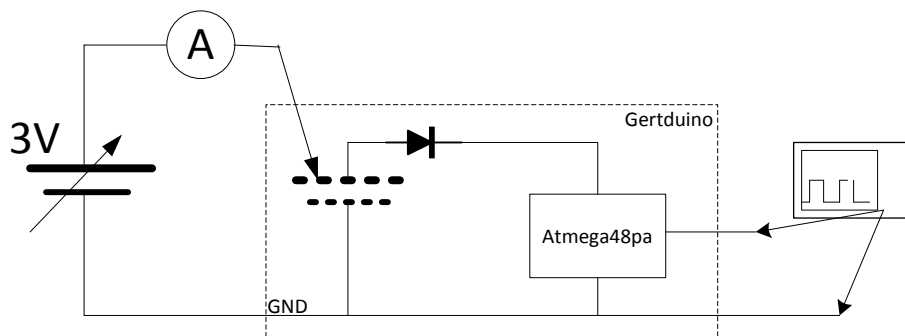 A
3V
Gertduino
Atmega48pa
GND